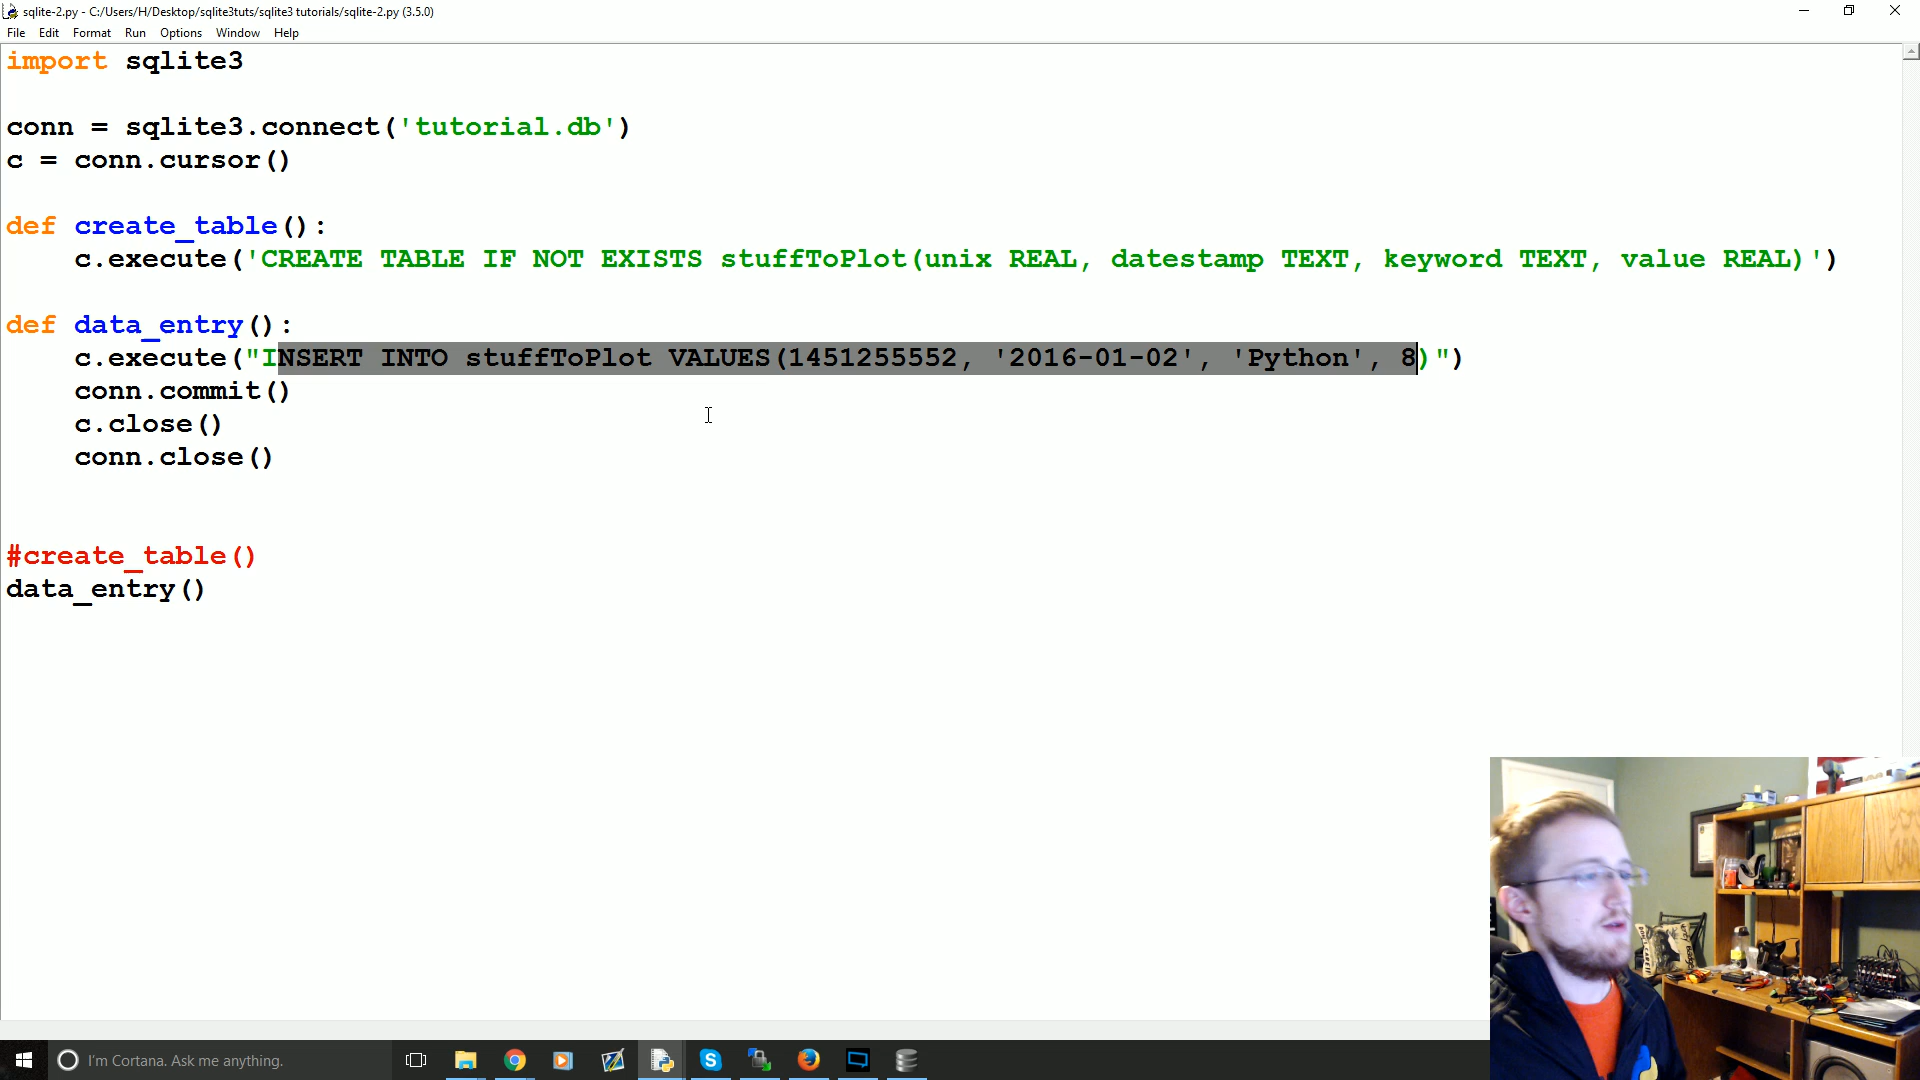 sqlite-2.py - C:/Users/H/Desktop/sqlite3tuts/sqlite3 tutorials/sqlite-2.py (3.5.0)
File Edit Format Run Options Window Help
import sqlite3
conn = sqlite3.connect('tutorial.db')
c = conn.cursor()
def create_table():
c.execute('CREATE TABLE IF NOT EXISTS stuffToPlot(unix REAL, datestamp TEXT, keyword TEXT, value REAL)')
def data_entry():
c.execute("INSERT INTO stuffToPlot VALUES(1451255552, '2016-01-02', 'Python', 8)")
conn.commit()
c.close()
conn.close()
#create_table()
data_entry()
I'm Cortana. Ask me anything.